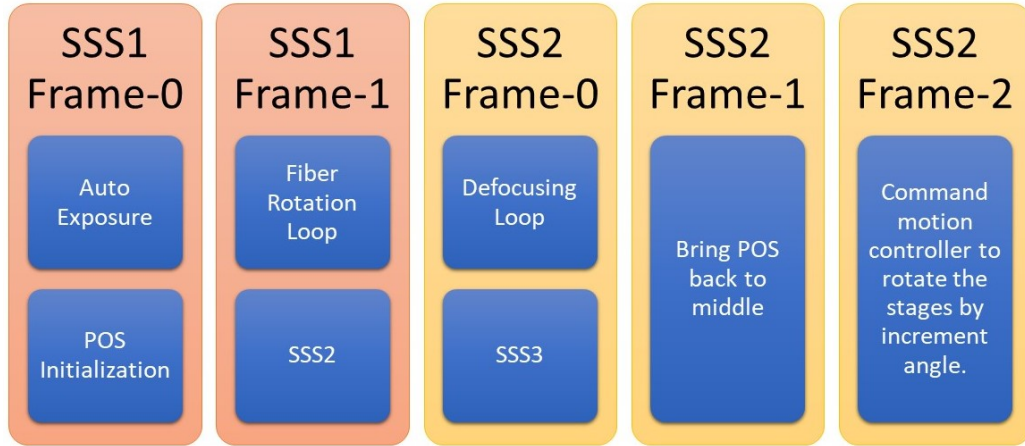 SSS1
Frame-0
Auto
Exposure
POS
Initialization
SSS1
Frame-1
Fiber
Rotation
Loop
SSS2
SSS2
Frame-0
Defocusing
Loop
SSS3
SSS2
Frame-1
Bring POS
back to
middle
SSS2
Frame-2
Command
motion
controller to
rotate the
stages by
increment
angle.